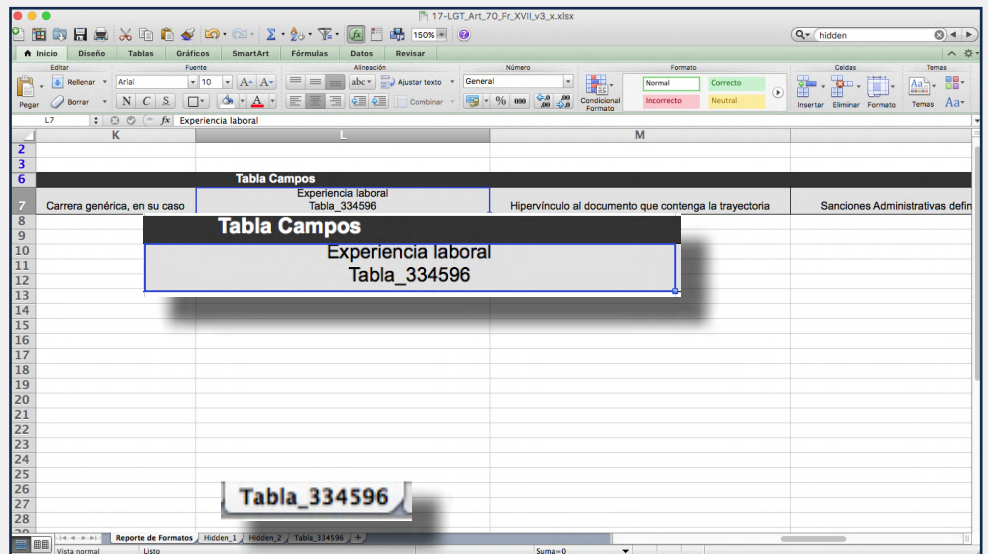 17-LGT_Art_70_Fr_XVII_v3_x.xlsx
150%
hidden
Inicio Diseño Tablas Gráficos SmartArt Fórmulas Datos Revisar
Editar Fuente Alineación Número Formato Celdas Temas
Rellenar Arial 10 A A abc Ajustar texto General Normal Correcto
Pegar Borrar N C S A Combinar % 000 Condicional Formato Incorrecto Neutral Insertar Eliminar Formato Temas Aa
L7 fx Experiencia laboral
K L M
2
3
6 Tabla Campos
7 Carrera genérica, en su caso Experiencia laboral
Tabla_334596 Hipervínculo al documento que contenga la trayectoria Sanciones Administrativas defin
8
Tabla Campos
9
10 Experiencia laboral
11 Tabla_334596
12
13
14
15
16
17
18
19
20
21
22
23
24
25
26 Tabla_334596
27
28
Reporte de Formatos Hidden_1 Hidden_2 Tabla_334596 +
Vista normal Listo Suma=0